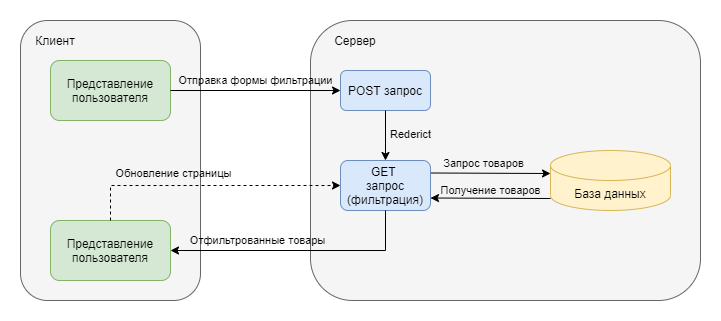 Клиент
Сервер
Представление
пользователя
Отправка формы фильтрации
POST запрос
Rederict
Запрос товаров
Обновление страницы
GET
запрос
(фильтрация)
Получение товаров
База данных
Представление
пользователя
Отфильтрованные товары